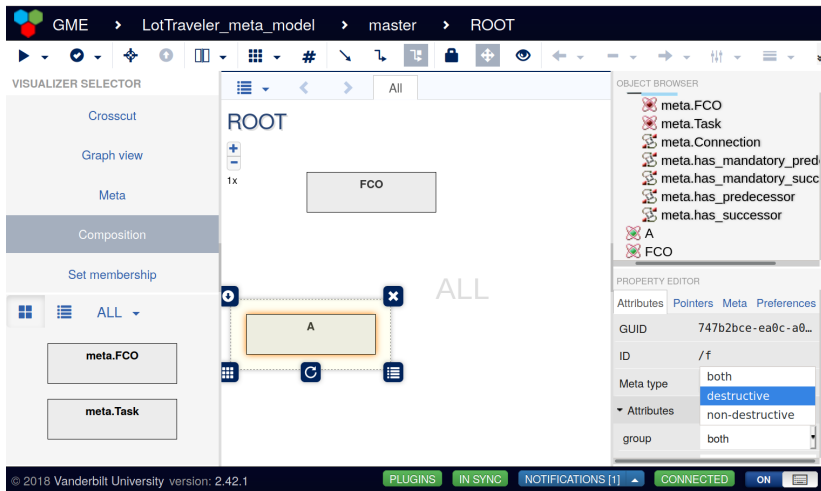 GME > LotTraveler_meta_model > master > ROOT
#
VISUALIZER SELECTOR
Crosscut
Graph view
Meta
Composition
Set membership
ALL
meta.FCO
meta.Task
All
ROOT
1x
FCO
ALL
A
OBJECT BROWSER
meta.FCO
meta.Task
meta.Connection
meta.has_mandatory_pred
meta.has_mandatory_succ
meta.has_predecessor
meta.has_successor
A
FCO
PROPERTY EDITOR
Attributes Pointers Meta Preferences
GUID 747b2bce-ea0c-a0…
ID /f
Meta type
both
destructive
non-destructive
Attributes
group both
© 2018 Vanderbilt University version: 2.42.1
PLUGINS IN SYNC NOTIFICATIONS [1] CONNECTED ON